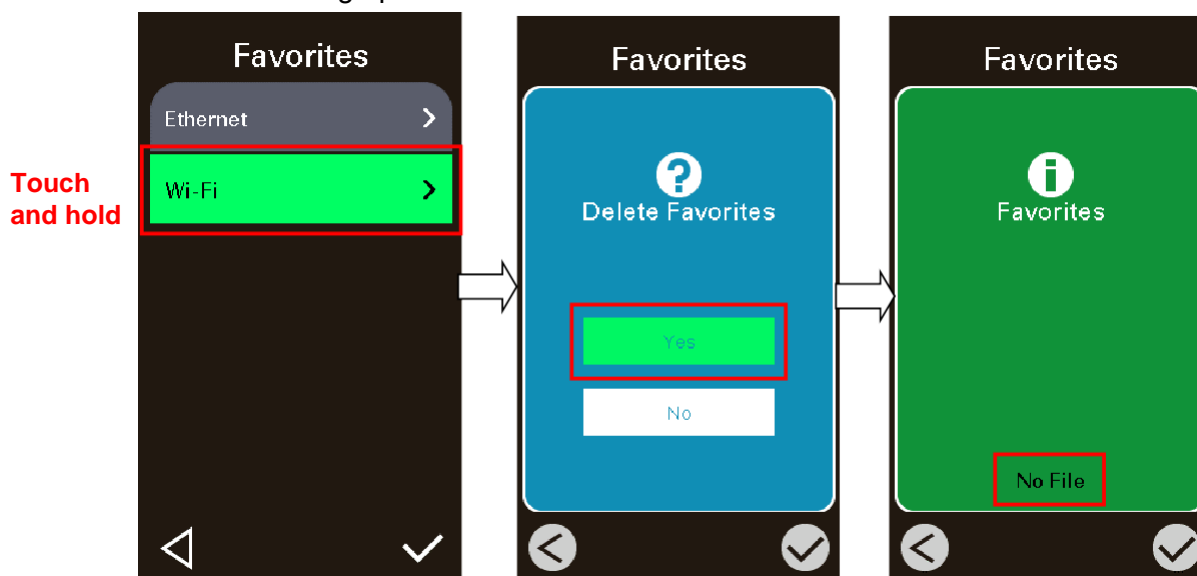 Favorites
Ethernet
Wi-Fi
Touch
and hold
Favorites
Delete Favorites
Yes
No
Favorites
Favorites
No File